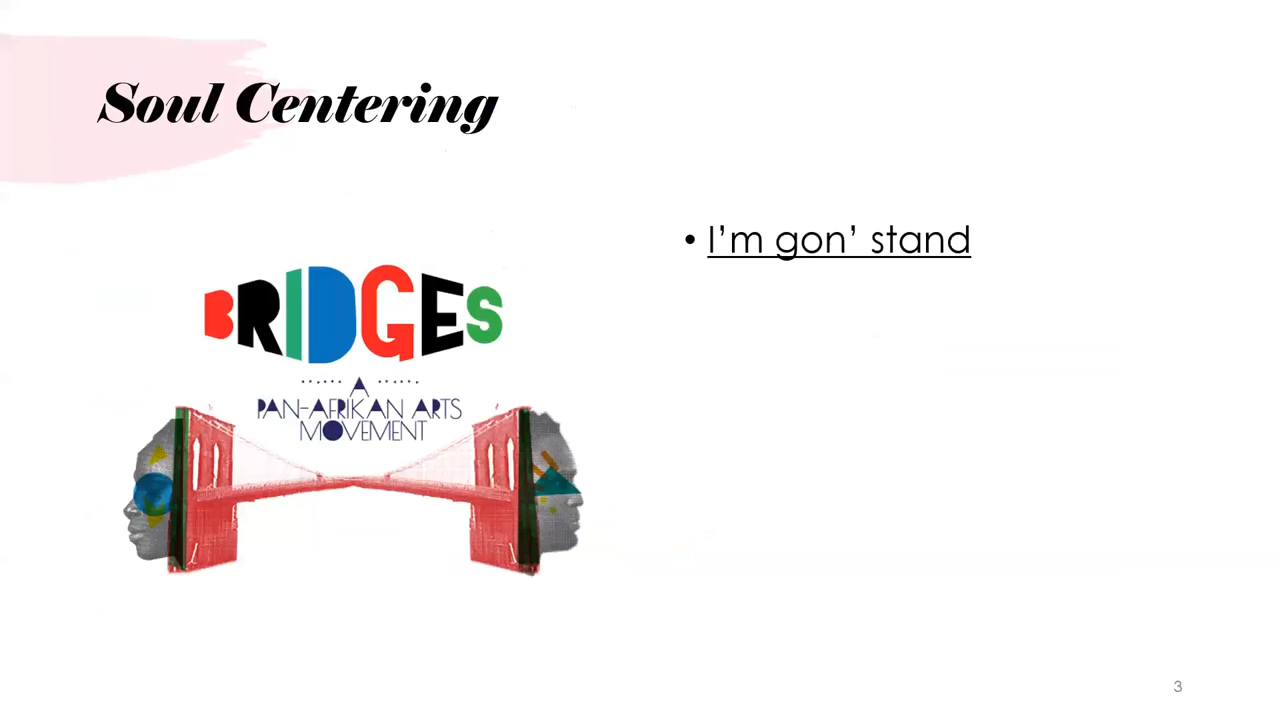 Soul Centering
• I’m gon’ stand
BRIDGES
A
PAN-AFRIKAN ARTS
MOVEMENT
3